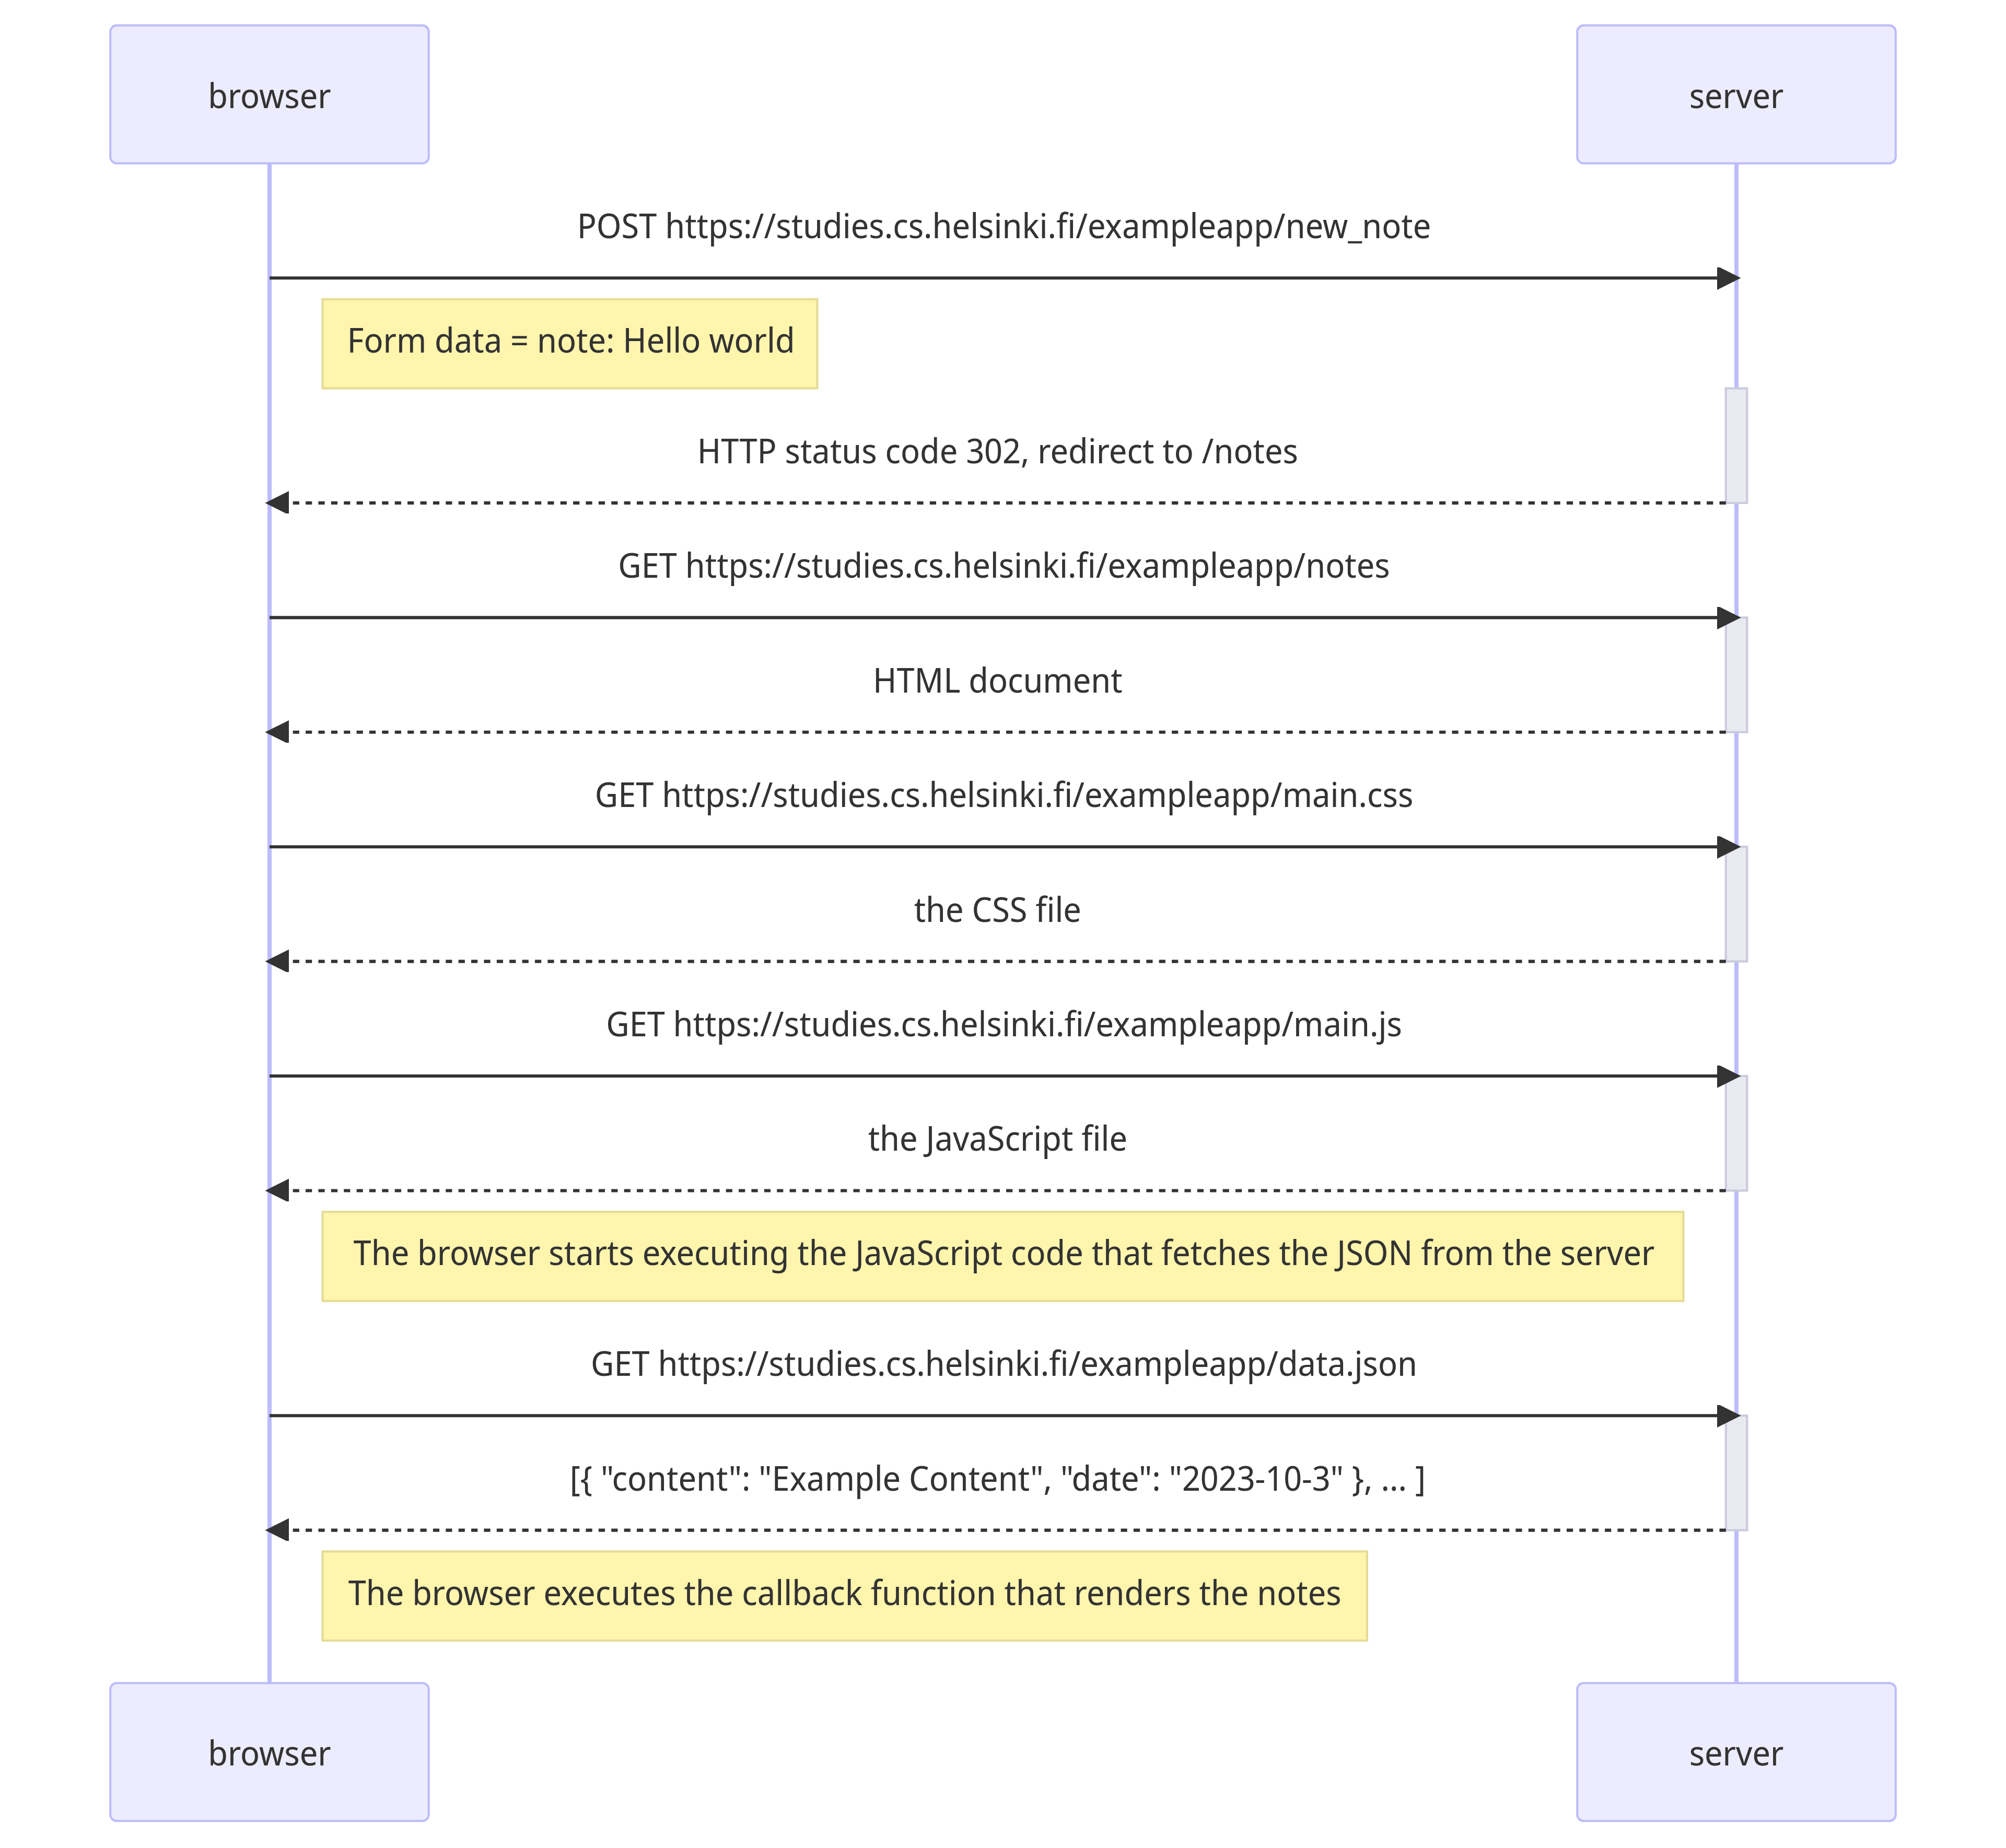 browser
server
POST https://studies.cs.helsinki.fi/exampleapp/new_note
Form data = note: Hello world
HTTP status code 302, redirect to /notes
GET https://studies.cs.helsinki.fi/exampleapp/notes
HTML document
GET https://studies.cs.helsinki.fi/exampleapp/main.css
the CSS file
GET https://studies.cs.helsinki.fi/exampleapp/main.js
the JavaScript file
The browser starts executing the JavaScript code that fetches the JSON from the server
GET https://studies.cs.helsinki.fi/exampleapp/data.json
[{ "content": "Example Content", "date": "2023-10-3" }, ... ]
The browser executes the callback function that renders the notes
browser
server